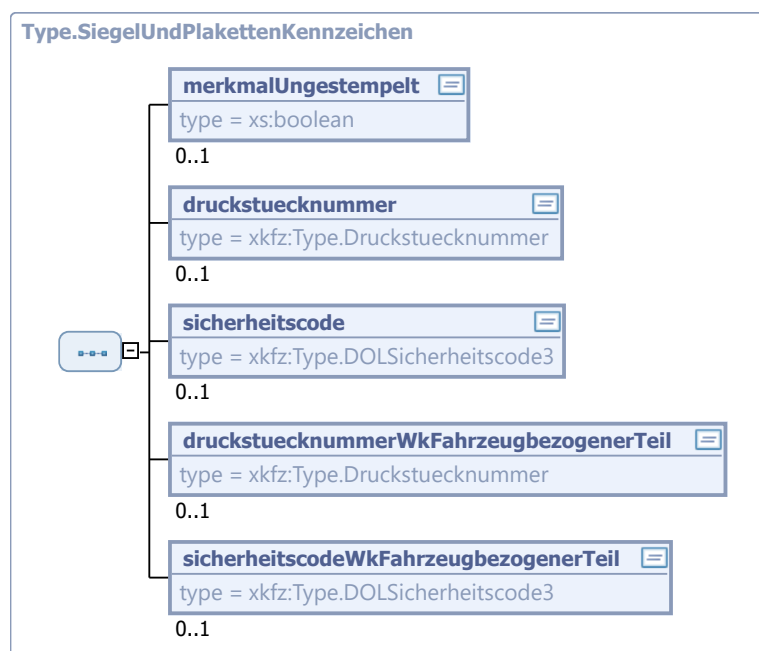 Type.SiegelUndPlakettenKennzeichen
merkmalUngestempelt
type = xs:boolean
0..1
druckstuecknummer
type = xkfz:Type.Druckstuecknummer
0..1
sicherheitscode
type = xkfz:Type.DOLSicherheitscode3
0..1
druckstuecknummerWkFahrzeugbezogenerTeil
type = xkfz:Type.Druckstuecknummer
0..1
sicherheitscodeWkFahrzeugbezogenerTeil
type = xkfz:Type.DOLSicherheitscode3
0..1